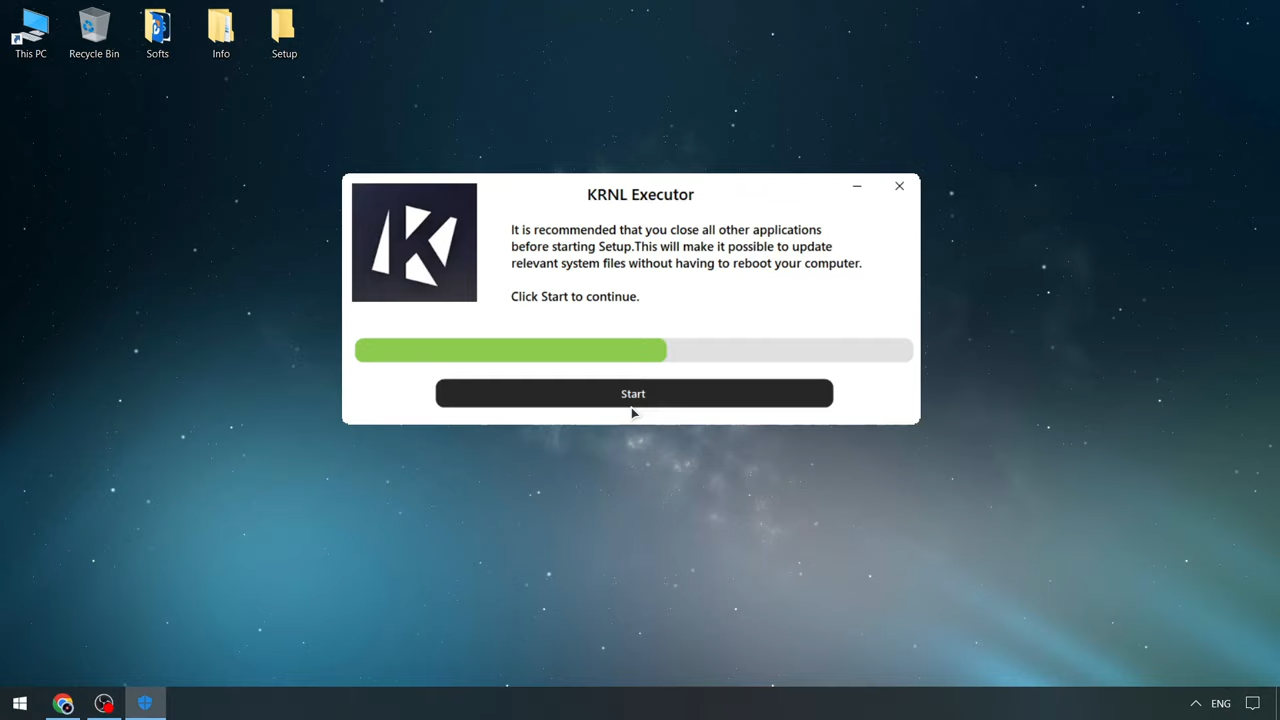 This PC
Recycle Bin
Softs
Info
Setup
KRNL Executor
It is recommended that you close all other applications
before starting Setup.This will make it possible to update
relevant system files without having to reboot your computer.
Click Start to continue.
Start
ENG